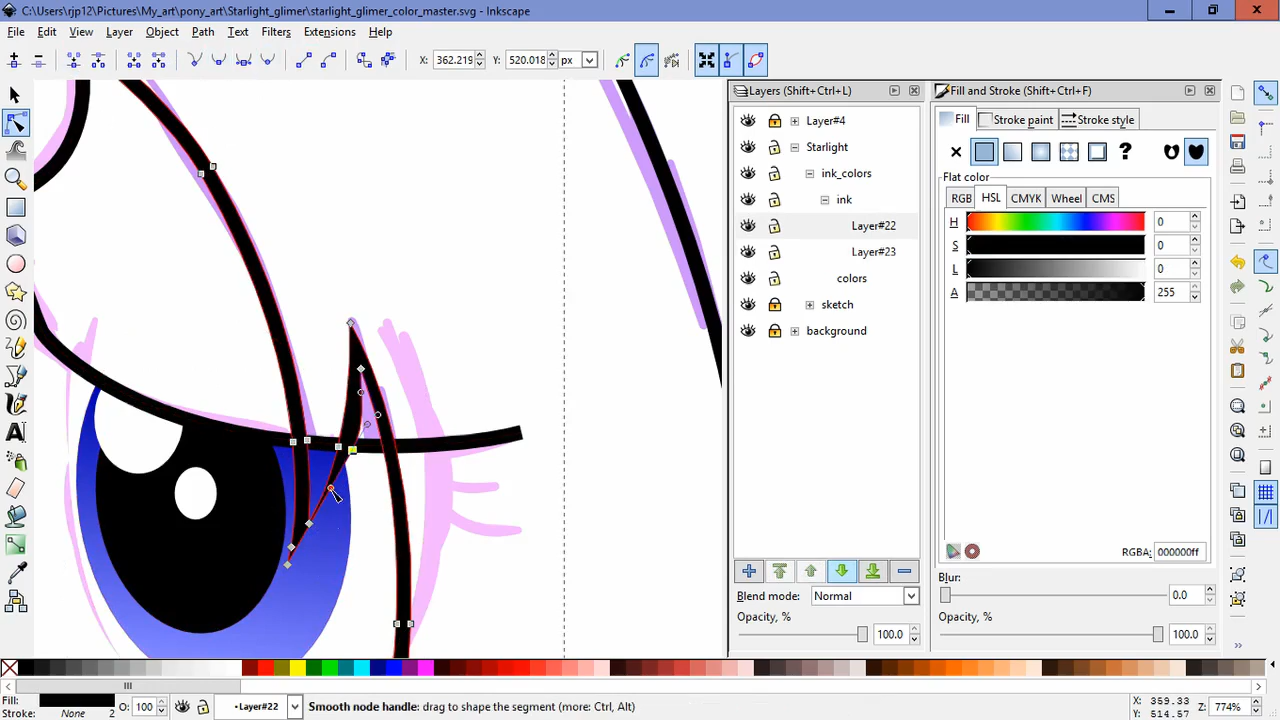 C:\Users\rjp12\Pictures\My_art\pony_art\Starlight_glimer\starlight_glimer_color_master.svg - Inkscape
File Edit View Layer Object Path Text Filters Extensions Help
X: 362.219 Y: 520.018 px
Layers (Shift+Ctrl+L)
Fill and Stroke (Shift+Ctrl+F)
Layer#4
Starlight
ink_colors
ink
Layer#22
Layer#23
colors
sketch
background
Fill Stroke paint Stroke style
?
Flat color
RGB HSL CMYK Wheel CMS
H 0
S 0
L 0
A 255
RGBA: 000000ff
Blend mode: Normal
Opacity, % 100.0
Blur:
0.0
Opacity, %
100.0
Fill:
Stroke: None 2
O: 100
•Layer#22
Smooth node handle: drag to shape the segment (more: Ctrl, Alt)
X: 359.33
Y: 514.57
Z: 774%